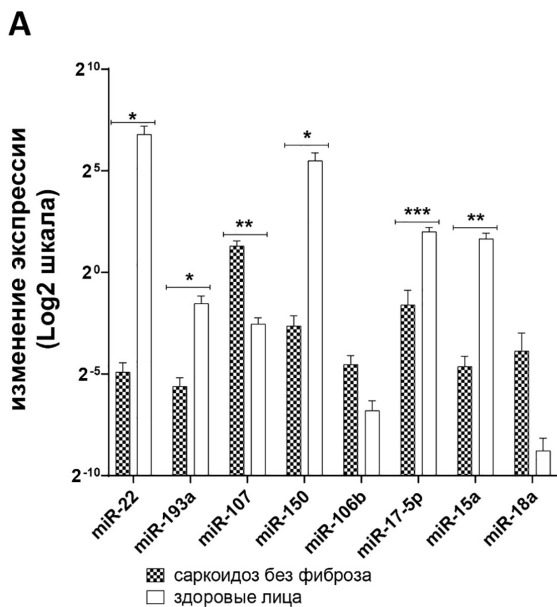 A
изменение экспрессии
(Log2 шкала)
2¹⁰
2⁵
2⁰
2⁻⁵
2⁻¹⁰
*
*
**
*
***
**
miR-22
miR-193a
miR-107
miR-150
miR-106b
miR-17-5p
miR-15a
miR-18a
саркоидоз без фиброза
здоровые лица